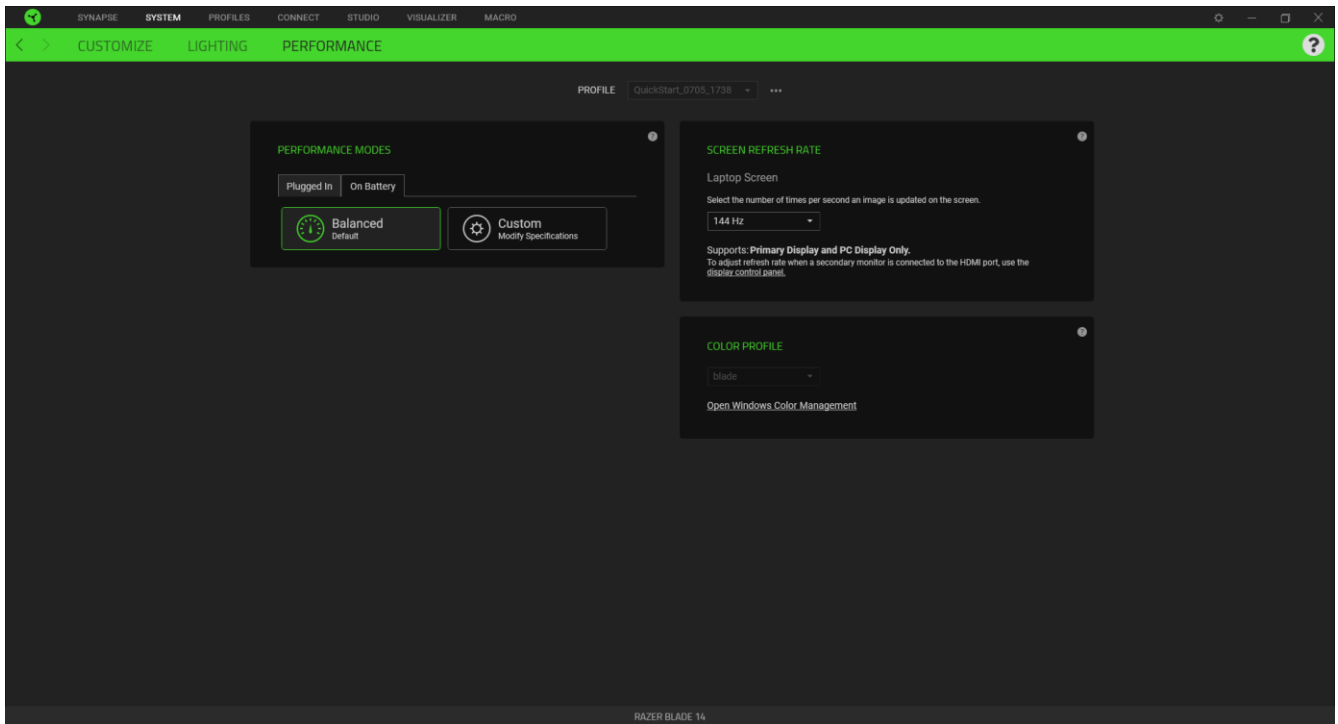 SYNAPSE SYSTEM PROFILES CONNECT STUDIO VISUALIZER MACRO
CUSTOMIZE LIGHTING PERFORMANCE
?
PROFILE QuickStart_0705_1738
PERFORMANCE MODES
?
Plugged In On Battery
Balanced
Default
Custom
Modify Specifications
SCREEN REFRESH RATE
?
Laptop Screen
Select the number of times per second an image is updated on the screen.
144 Hz
Supports: Primary Display and PC Display Only.
To adjust refresh rate when a secondary monitor is connected to the HDMI port, use the
display control panel.
COLOR PROFILE
?
blade
Open Windows Color Management
RAZER BLADE 14